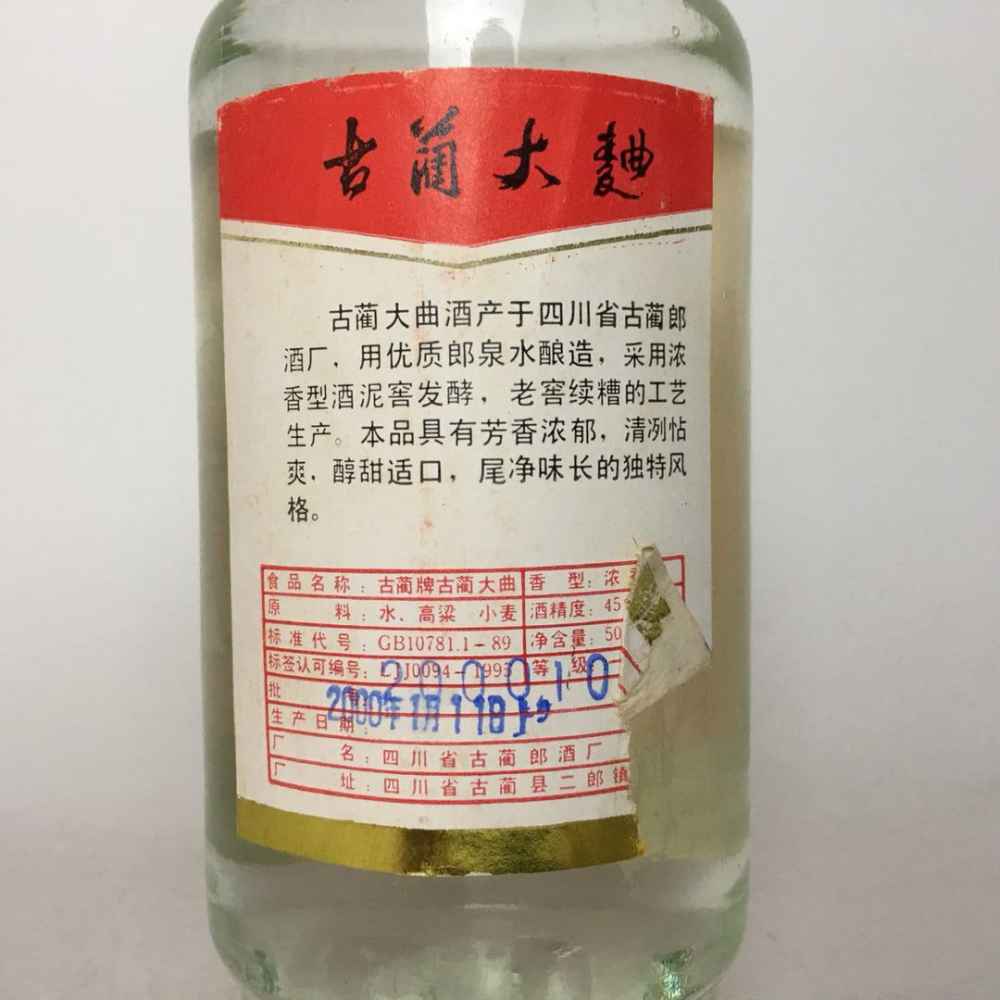 古蔺大麯
古蔺大曲酒产于四川省古蔺郎
酒厂，用优质郎泉水酿造，采用浓
香型酒泥窖发酵，老窖续糟的工艺
生产。本品具有芳香浓郁，清冽怗
爽，醇甜适口，尾净味长的独特风
格。
食品名称：古蔺牌古蔺大曲 香型：浓
原料：水、高粱 小麦 酒精度：45
标准代号：GB10781.1-89 净含量：50
标签认可编号：J0094-1993 等级
批
2000年1月11日
生产日期：
厂名：四川省古蔺郎酒厂
厂址：四川省古蔺县二郎镇